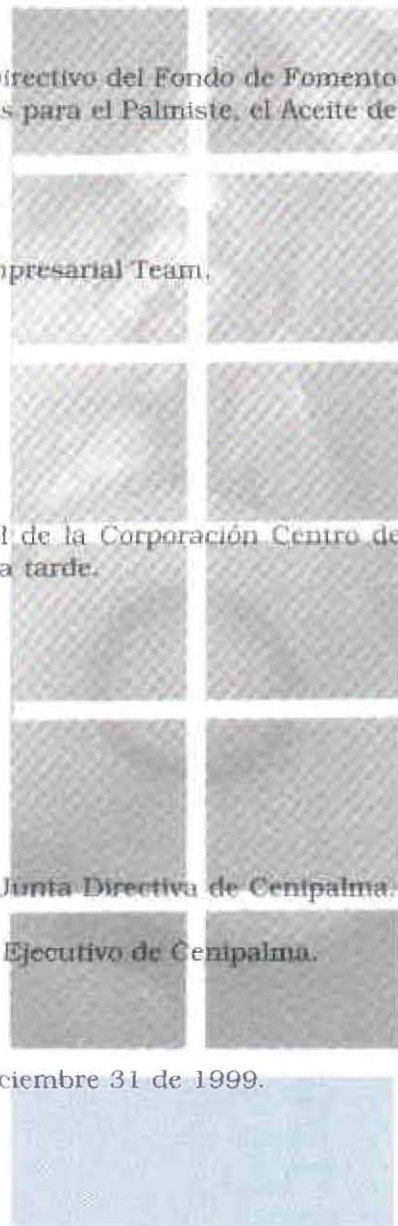 irectivo del Fondo de Fomento
s para el Palmiste, el Aceite de
npresarial Team.
l de la Corporación Centro de
a tarde.
Junta Directiva de Cenipalma.
Ejecutivo de Cenipalma.
ciembre 31 de 1999.